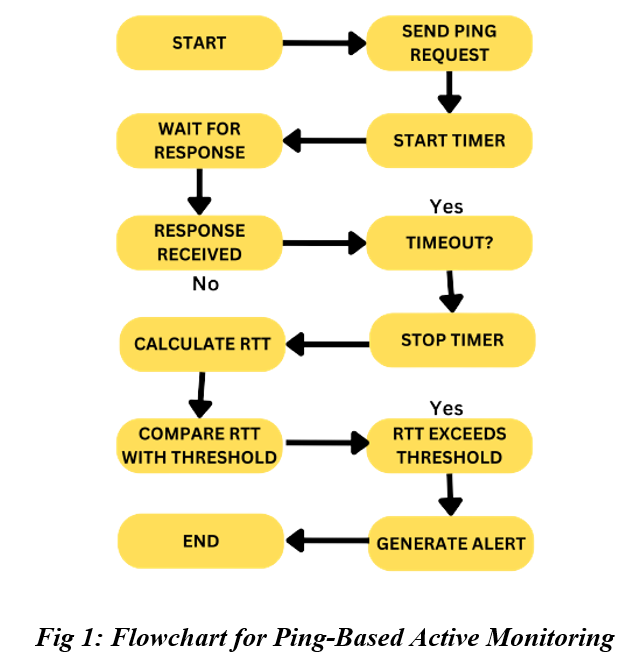 START
SEND PING
REQUEST
START TIMER
WAIT FOR
RESPONSE
RESPONSE
RECEIVED
No
Yes
TIMEOUT?
STOP TIMER
CALCULATE RTT
COMPARE RTT
WITH THRESHOLD
Yes
RTT EXCEEDS
THRESHOLD
GENERATE ALERT
END
Fig 1: Flowchart for Ping-Based Active Monitoring